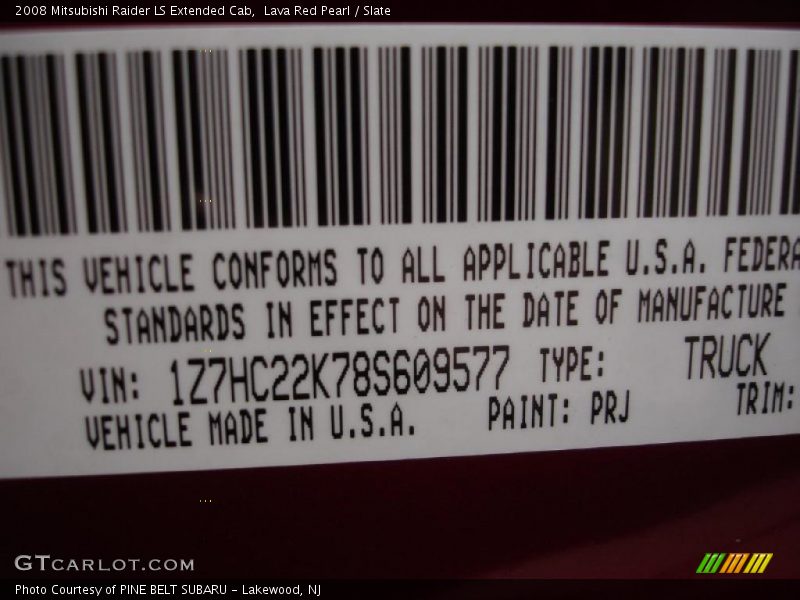 2008 Mitsubishi Raider LS Extended Cab,  Lava Red Pearl / Slate
THIS VEHICLE CONFORMS TO ALL APPLICABLE U.S.A. FEDERA
STANDARDS IN EFFECT ON THE DATE OF MANUFACTURE
VIN: 1Z7HC22K78S609577 TYPE: TRUCK
VEHICLE MADE IN U.S.A. PAINT: PRJ TRIM:
GTCARLOT.COM
Photo Courtesy of PINE BELT SUBARU - Lakewood, NJ